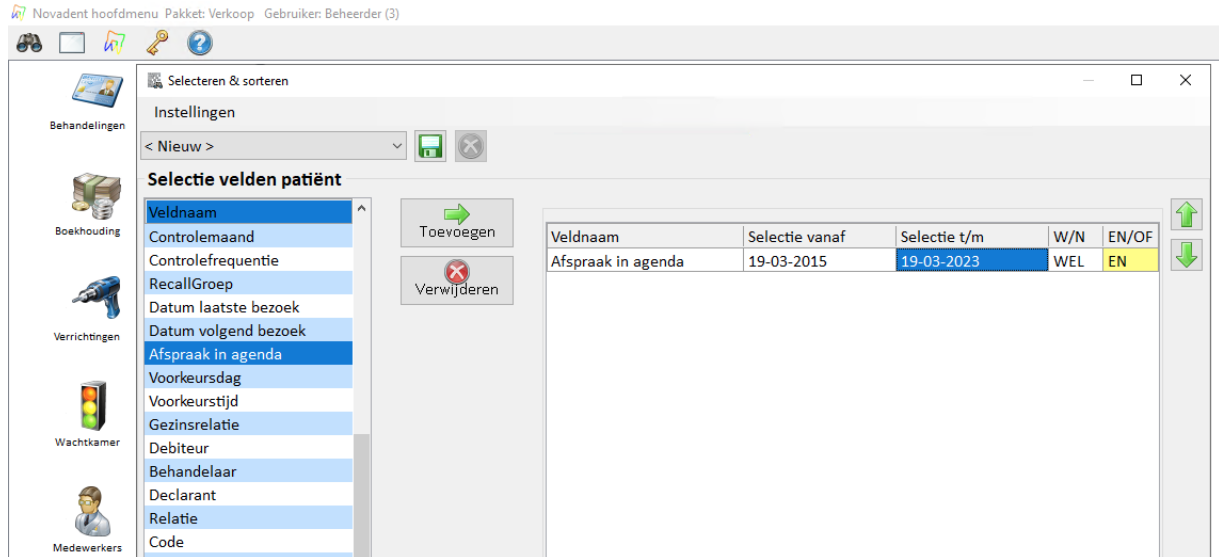 Novadent hoofdmenu Pakket: Verkoop Gebruiker: Beheerder (3)
Selecteren & sorteren
Instellingen
< Nieuw >
Selectie velden patiënt
Behandelingen
Boekhouding
Verrichtingen
Wachtkamer
Medewerkers
Veldnaam
Controlemaand
Controlefrequentie
RecallGroep
Datum laatste bezoek
Datum volgend bezoek
Afspraak in agenda
Voorkeursdag
Voorkeurstijd
Gezinsrelatie
Debiteur
Behandelaar
Declarant
Relatie
Code
Toevoegen
Verwijderen
Veldnaam Selectie vanaf Selectie t/m W/N EN/OF
Afspraak in agenda 19-03-2015 19-03-2023 WEL EN